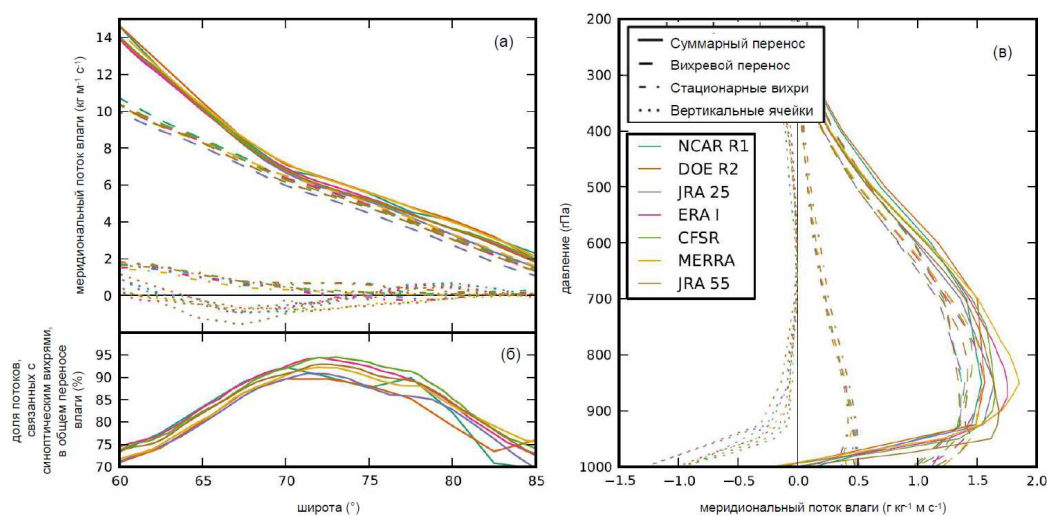 (а)
14
12
10
8
6
4
2
0
меридиональный поток влаги (кг м⁻¹ с⁻¹)
(б)
95
90
85
80
75
70
доля потоков,
связанных с
синоптическим вихрями,
в общем переносе
влаги (%)
60
65
70
75
80
85
широта (°)
(в)
Суммарный перенос
Вихревой перенос
Стационарные вихри
Вертикальные ячейки
NCAR R1
DOE R2
JRA 25
ERA I
CFSR
MERRA
JRA 55
200
300
400
500
600
700
800
900
1000
давление (гПа)
−1.5
−1.0
−0.5
0.0
0.5
1.0
1.5
2.0
меридиональный поток влаги (г кг⁻¹ м с⁻¹)